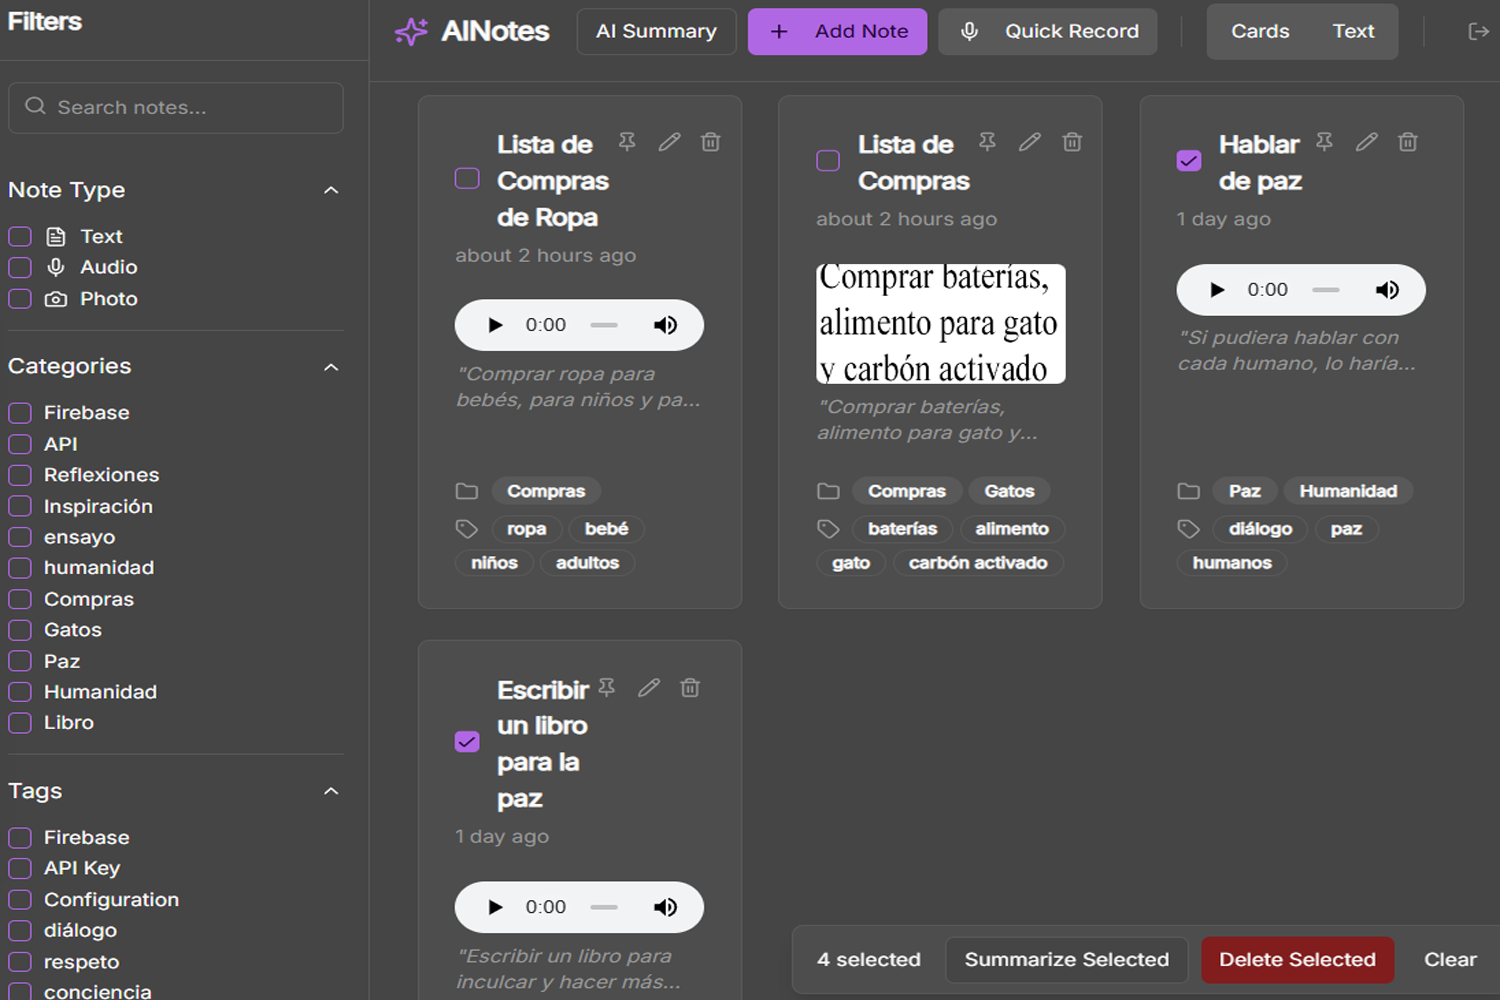 Filters
Search notes...
Note Type
Text
Audio
Photo
Categories
Firebase
API
Reflexiones
Inspiración
ensayo
humanidad
Compras
Gatos
Paz
Humanidad
Libro
Tags
Firebase
API Key
Configuration
diálogo
respeto
conciencia
AINotes
AI Summary
+ Add Note
Quick Record
Cards
Text
Lista de
Compras
de Ropa
about 2 hours ago
0:00
"Comprar ropa para
bebés, para niños y pa...
Compras
ropa bebé
niños adultos
Lista de
Compras
about 2 hours ago
Comprar baterías,
alimento para gato
y carbón activado
"Comprar baterías,
alimento para gato y...
Compras Gatos
baterías alimento
gato carbón activado
Hablar
de paz
1 day ago
0:00
"Si pudiera hablar con
cada humano, lo haría...
Paz Humanidad
diálogo paz
humanos
Escribir
un libro
para la
paz
1 day ago
0:00
"Escribir un libro para
inculcar y hacer más...
4 selected
Summarize Selected
Delete Selected
Clear